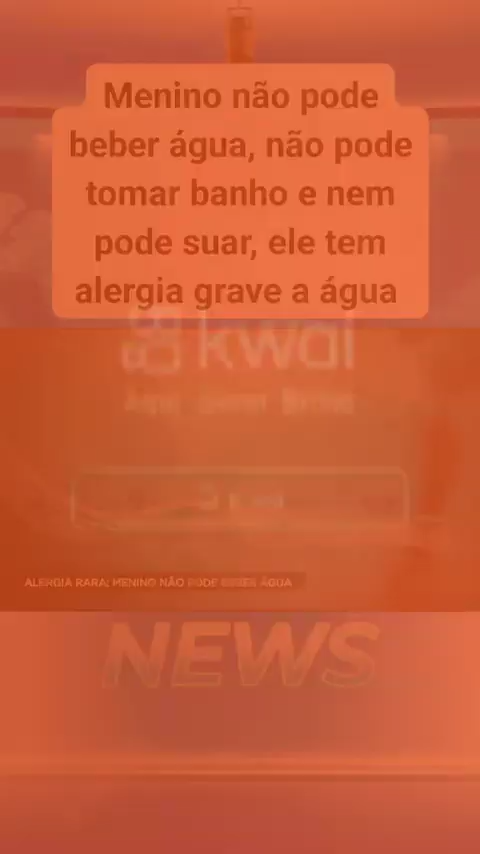 Menino não pode
beber água, não pode
tomar banho e nem
pode suar, ele tem
alergia grave a água
kwai
ALERGIA RARA: MENINO NÃO PODE BEBER ÁGUA
NEWS